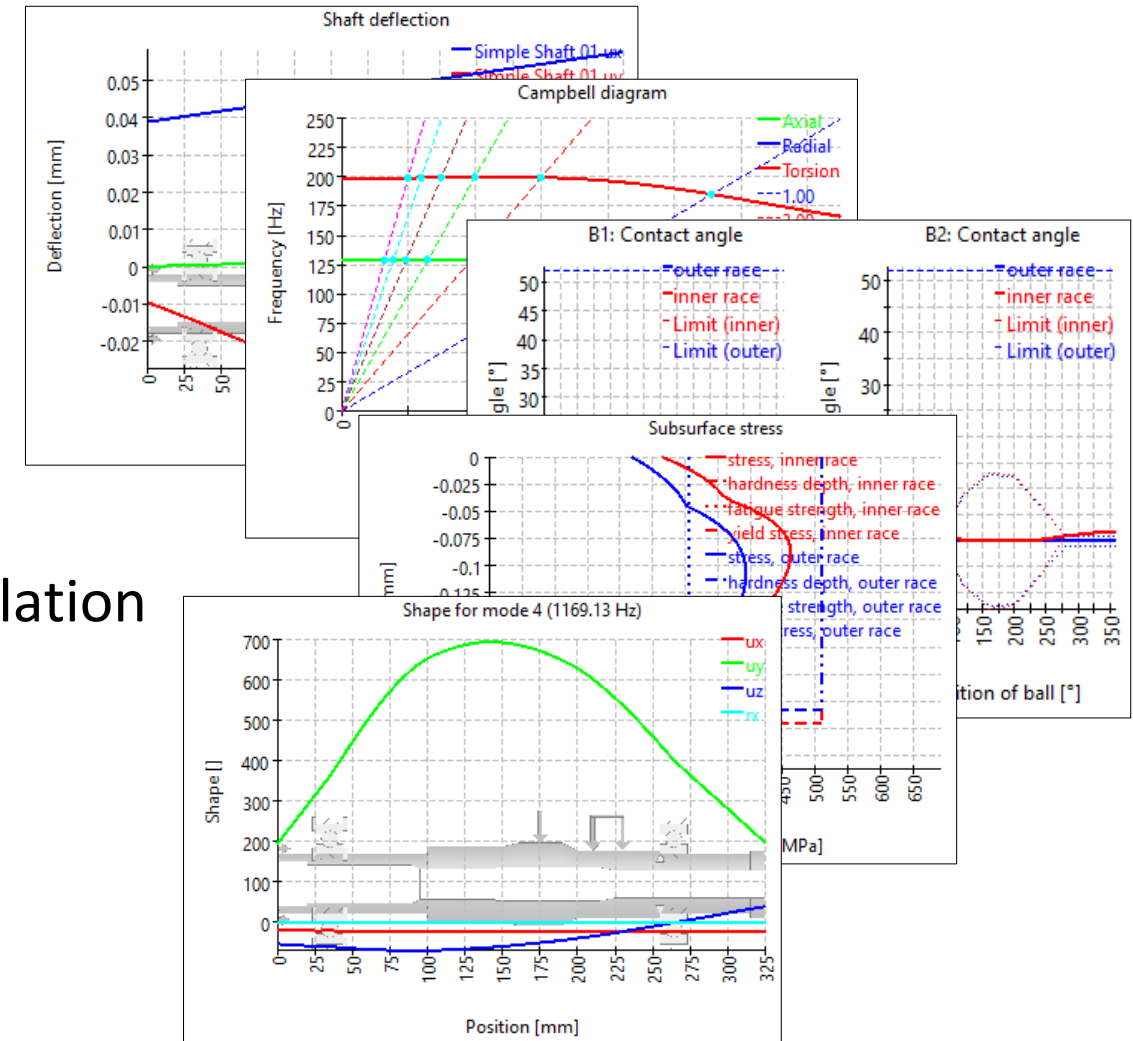 Shaft deflection
Simple Shaft 01 ux
Simple Shaft 01 uy
0.05
0.04
0.03
0.02
0.01
0
-0.01
-0.02
Deflection [mm]
0
25
50
Campbell diagram
250
225
200
175
150
125
100
75
50
25
0
Frequency [Hz]
0
Axial
Radial
Torsion
1.00
B1: Contact angle
50
45
40
35
30
gle [°]
outer race
inner race
Limit (inner)
Limit (outer)
B2: Contact angle
50
40
30
gle [°]
outer race
inner race
Limit (inner)
Limit (outer)
150
200
250
300
350
ition of ball [°]
Subsurface stress
0
-0.025
-0.05
-0.075
-0.1
-0.125
mm]
stress, inner race
hardness depth, inner race
fatigue strength, inner race
yield stress, inner race
stress, outer race
hardness depth, outer race
strength, outer race
ress, outer race
450
500
550
600
650
MPa]
lation
Shape for mode 4 (1169.13 Hz)
700
600
500
400
300
200
100
0
Shape []
ux
uy
uz
rx
0
25
50
75
100
125
150
175
200
225
250
275
300
325
Position [mm]